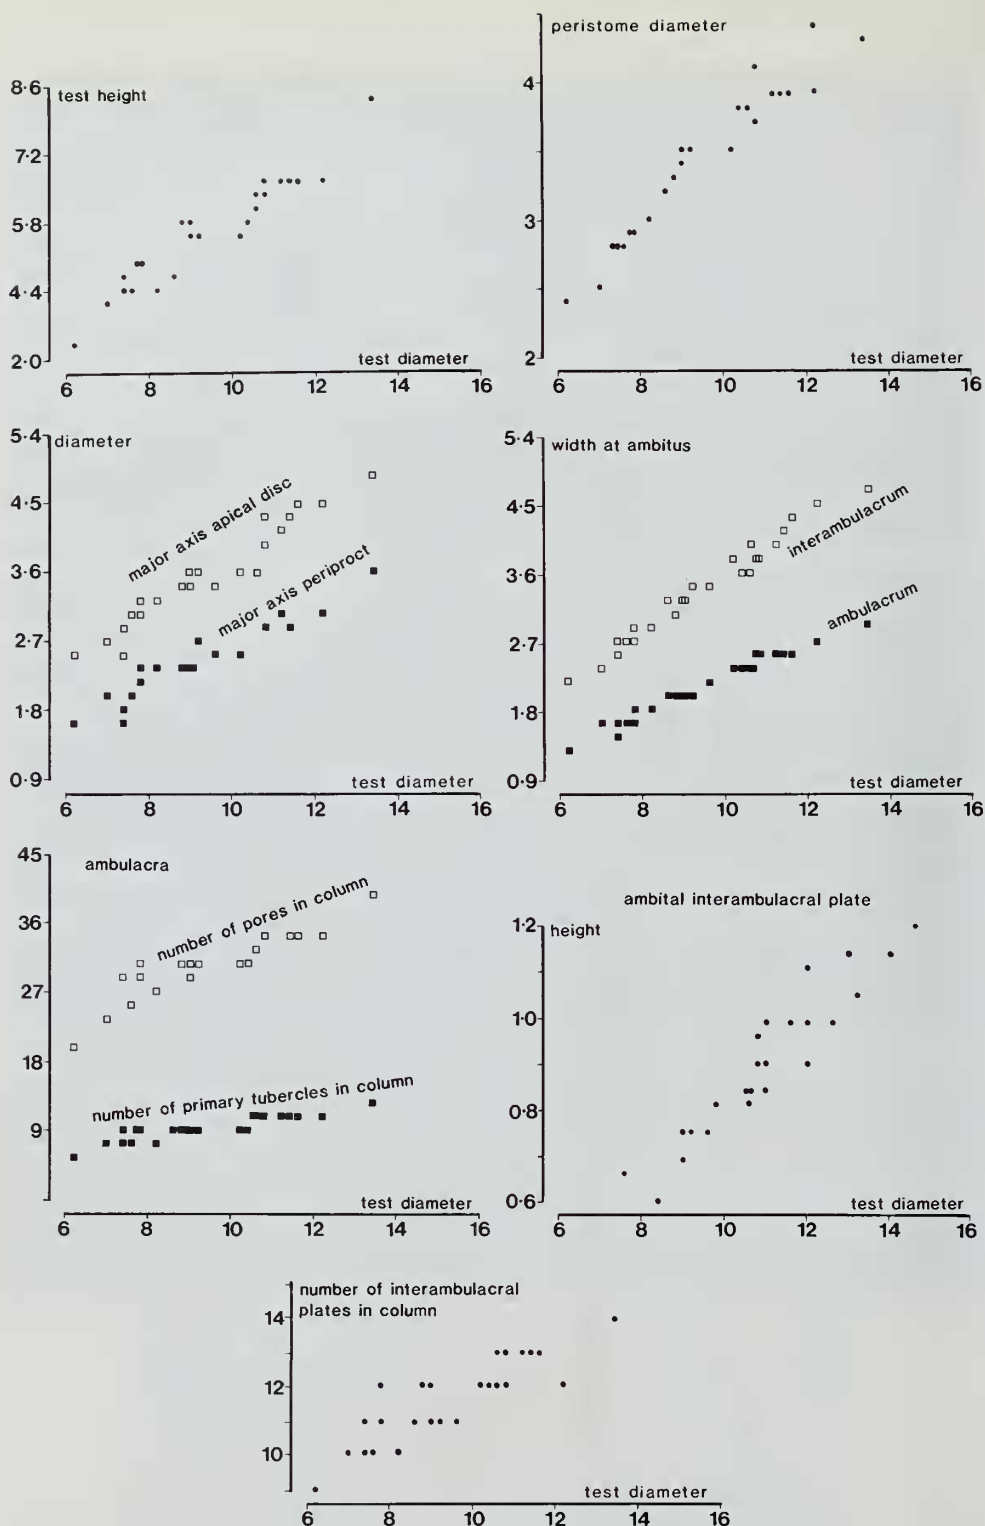 test height
8·6
7·2
5·8
4·4
2·0
test diameter
6 8 10 12 14 16
peristome diameter
4
3
2
test diameter
6 8 10 12 14 16
diameter
5·4
4·5
3·6
2·7
1·8
0·9
major axis apical disc
major axis periproct
test diameter
6 8 10 12 14 16
width at ambitus
5·4
4·5
3·6
2·7
1·8
0·9
interambulacrum
ambulacrum
test diameter
6 8 10 12 14 16
ambulacra
45
36
27
18
9
number of pores in column
number of primary tubercles in column
test diameter
6 8 10 12 14 16
ambital interambulacral plate
height
1·2
1·0
0·8
0·6
test diameter
6 8 10 12 14 16
number of interambulacral
plates in column
14
12
10
test diameter
6 8 10 12 14 16